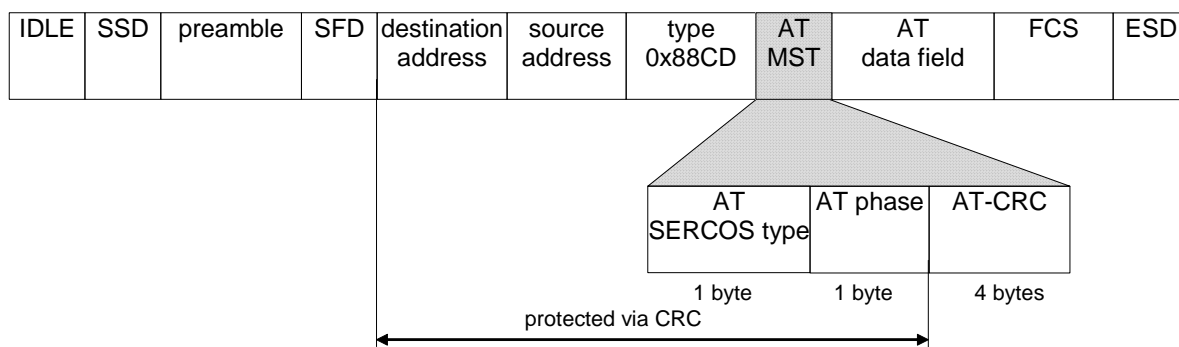 IDLE SSD preamble SFD destination source type AT AT FCS ESD
address address 0x88CD MST data field
AT AT phase AT-CRC
SERCOS type
1 byte 1 byte 4 bytes
protected via CRC